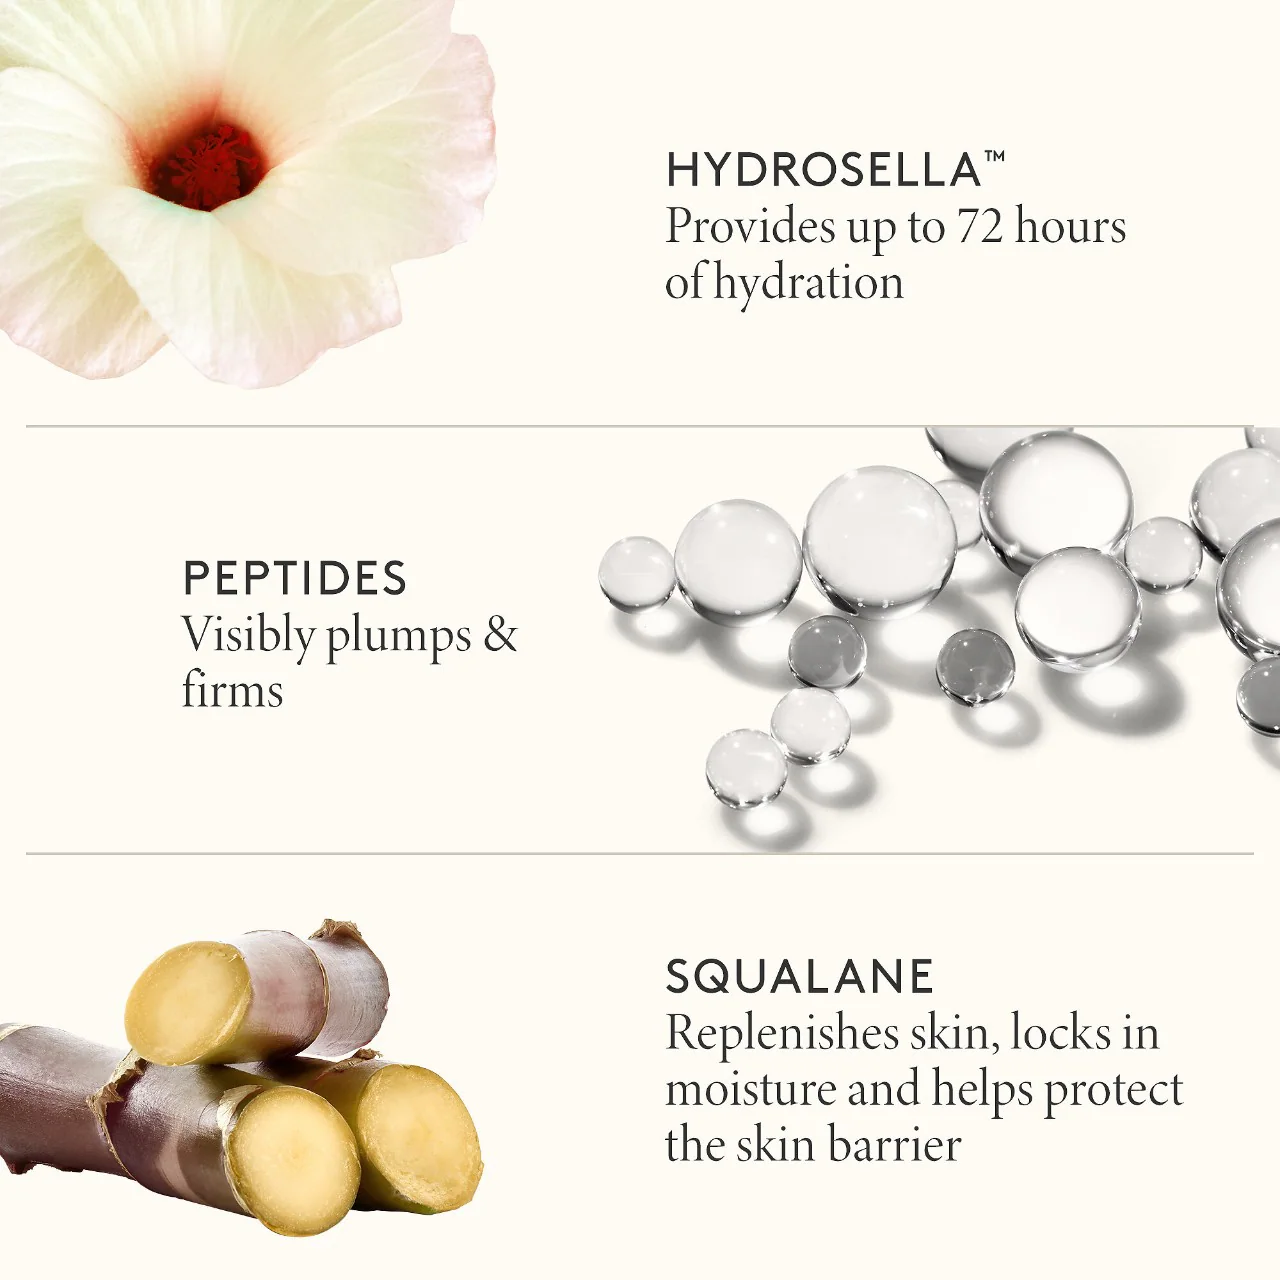 HYDROSELLA™
Provides up to 72 hours
of hydration
PEPTIDES
Visibly plumps &
firms
SQUALANE
Replenishes skin, locks in
moisture and helps protect
the skin barrier